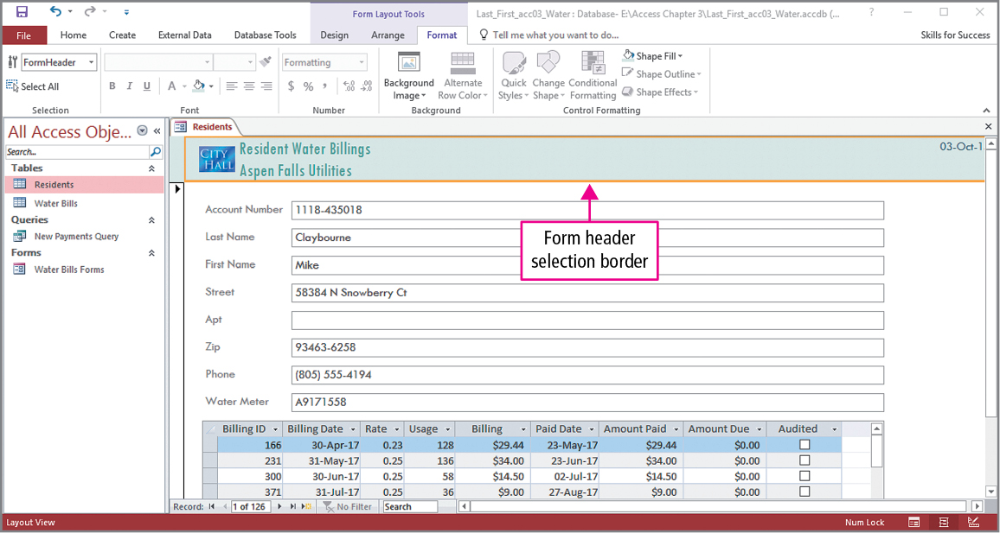 Form Layout Tools
Last_First_acc03_Water : Database- E:\Access Chapter 3\Last_First_acc03_Water.accdb (...
?
File Home Create External Data Database Tools Design Arrange Format Tell me what you want to do... Skills for Success
FormHeader
Select All
Selection
B I U A
Font
Formatting
$ % ,
Number
Background Image
Alternate Row Color
Background
Quick Styles
Change Shape
Conditional Formatting
Shape Fill
Shape Outline
Shape Effects
Control Formatting
All Access Obje...
Search...
Tables
Residents
Water Bills
Queries
New Payments Query
Forms
Water Bills Forms
Residents
CITY HALL
Resident Water Billings
Aspen Falls Utilities
03-Oct-1
Form header
selection border
Account Number 1118-435018
Last Name Claybourne
First Name Mike
Street 58384 N Snowberry Ct
Apt
Zip 93463-6258
Phone (805) 555-4194
Water Meter A9171558
Billing ID Billing Date Rate Usage Billing Paid Date Amount Paid Amount Due Audited
166 30-Apr-17 0.23 128 $29.44 23-May-17 $29.44 $0.00
231 31-May-17 0.25 136 $34.00 23-Jun-17 $34.00 $0.00
300 30-Jun-17 0.25 58 $14.50 02-Jul-17 $14.50 $0.00
371 31-Jul-17 0.25 36 $9.00 27-Aug-17 $9.00 $0.00
Record: 1 of 126 No Filter Search
Layout View Num Lock